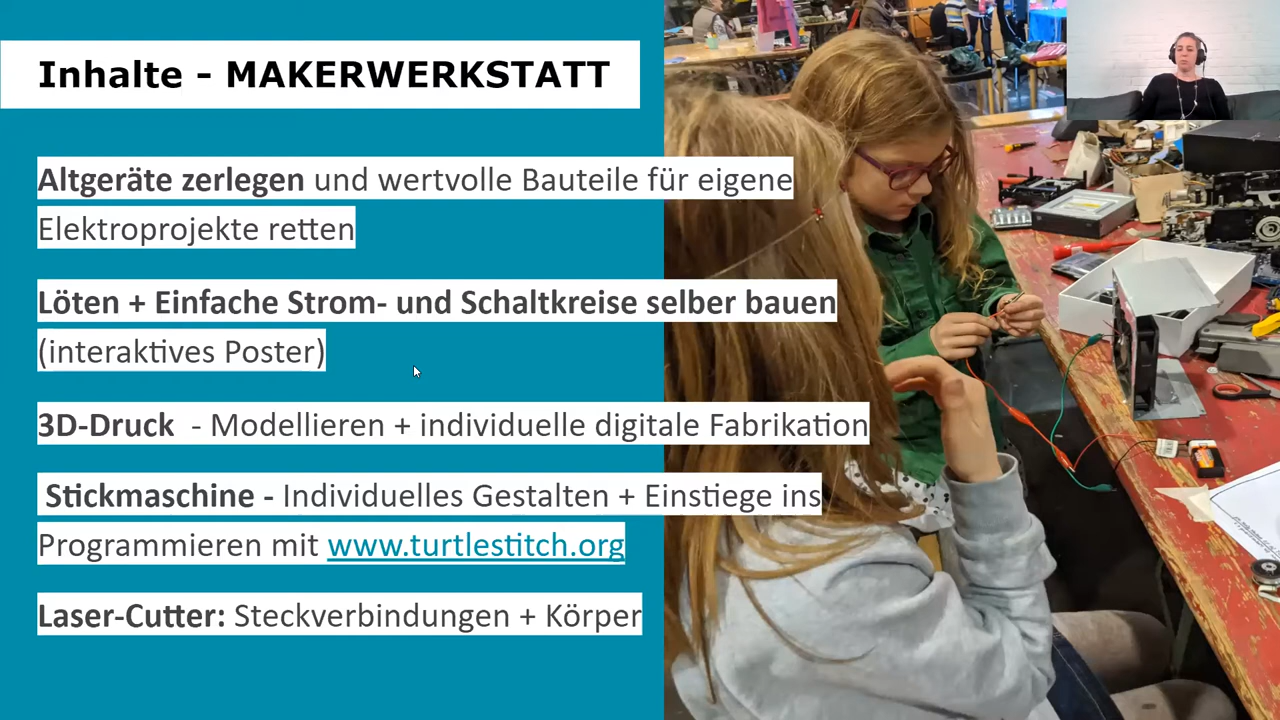 Inhalte - MAKERWERKSTATT
Altgeräte zerlegen und wertvolle Bauteile für eigene
Elektroprojekte retten
Löten + Einfache Strom- und Schaltkreise selber bauen
(interaktives Poster)
3D-Druck - Modellieren + individuelle digitale Fabrikation
Stickmaschine - Individuelles Gestalten + Einstiege ins
Programmieren mit www.turtlestitch.org
Laser-Cutter: Steckverbindungen + Körper